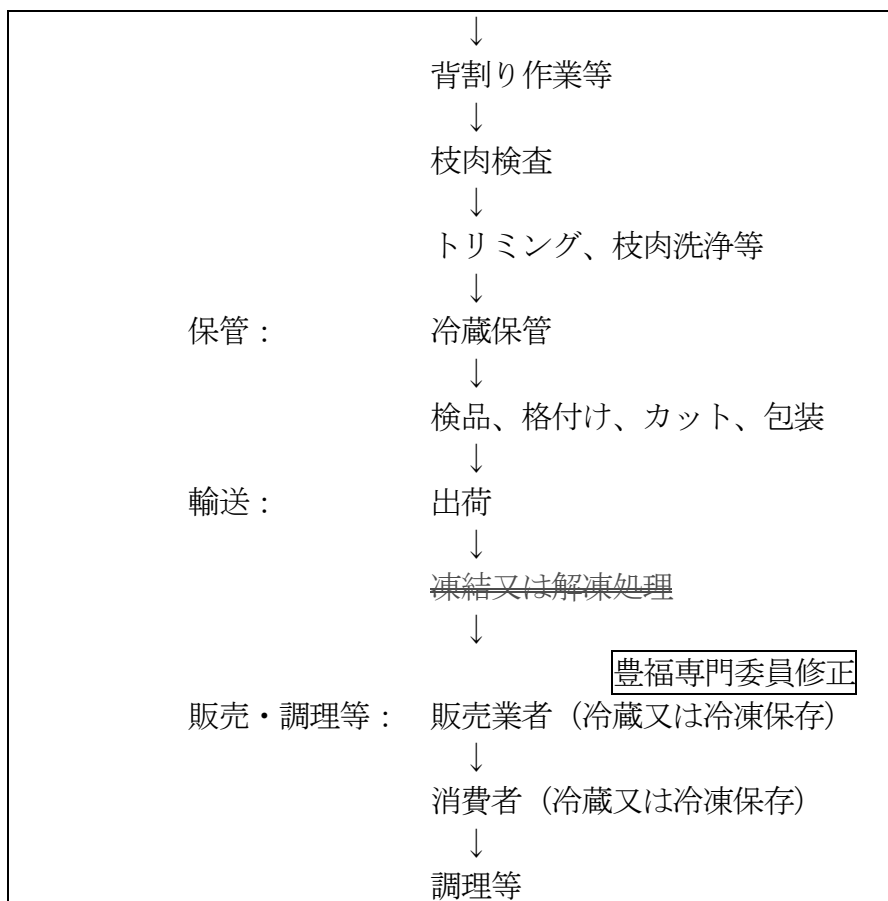 ↓
背割り作業等
↓
枝肉検査
↓
トリミング、枝肉洗浄等
↓
保管： 冷蔵保管
↓
検品、格付け、カット、包装
↓
輸送： 出荷
↓
凍結又は解凍処理
↓
豊福専門委員修正
販売・調理等： 販売業者（冷蔵又は冷凍保存）
↓
消費者（冷蔵又は冷凍保存）
↓
調理等